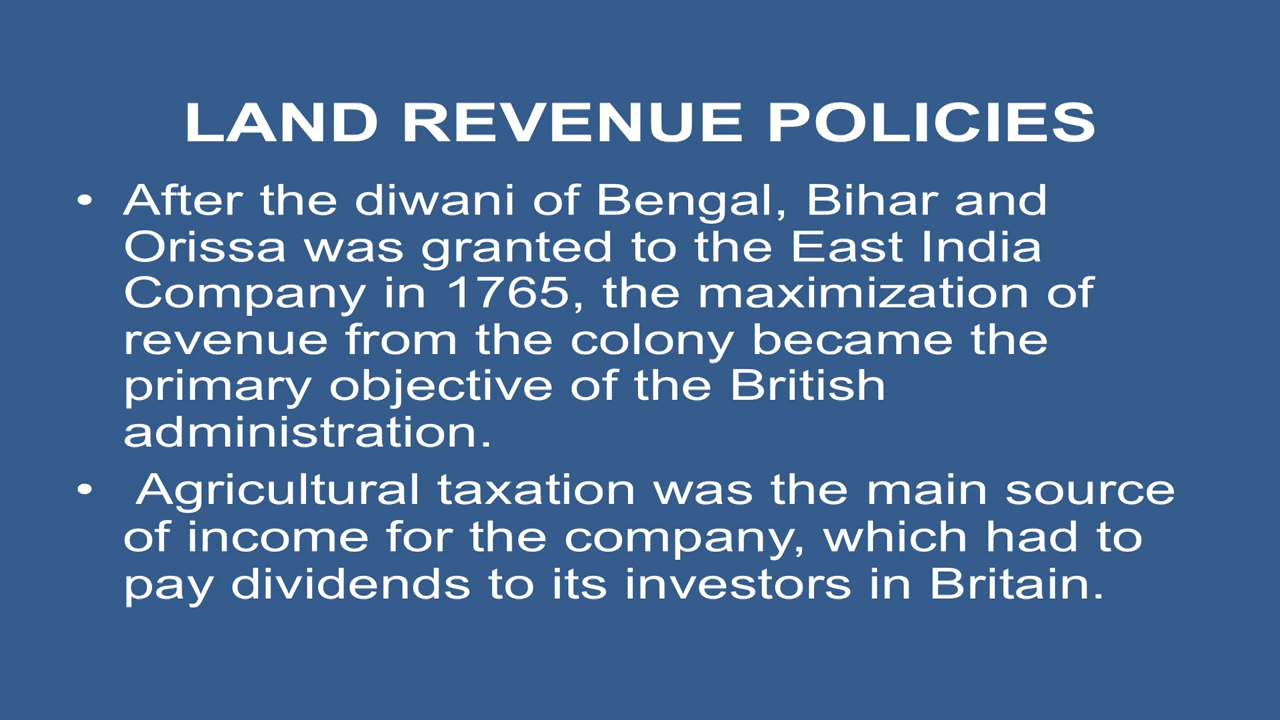 LAND REVENUE POLICIES
• After the diwani of Bengal, Bihar and
Orissa was granted to the East India
Company in 1765, the maximization of
revenue from the colony became the
primary objective of the British
administration.
• Agricultural taxation was the main source
of income for the company, which had to
pay dividends to its investors in Britain.